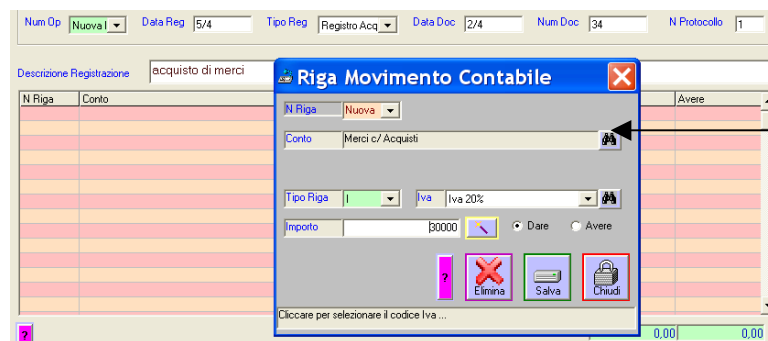 Num Op Nuova I Data Reg 5/4 Tipo Reg Registro Acq Data Doc 2/4 Num Doc 34 N Protocollo 1
Descrizione Registrazione acquisto di merci
Riga Movimento Contabile
N Riga Conto Avere
N Riga Nuova
Conto Merci c/ Acquisti
Tipo Riga I Iva Iva 20%
Importo 30000 Dare Avere
?
Elimina Salva Chiudi
Cliccare per selezionare il codice Iva ...
? 0,00 0,00